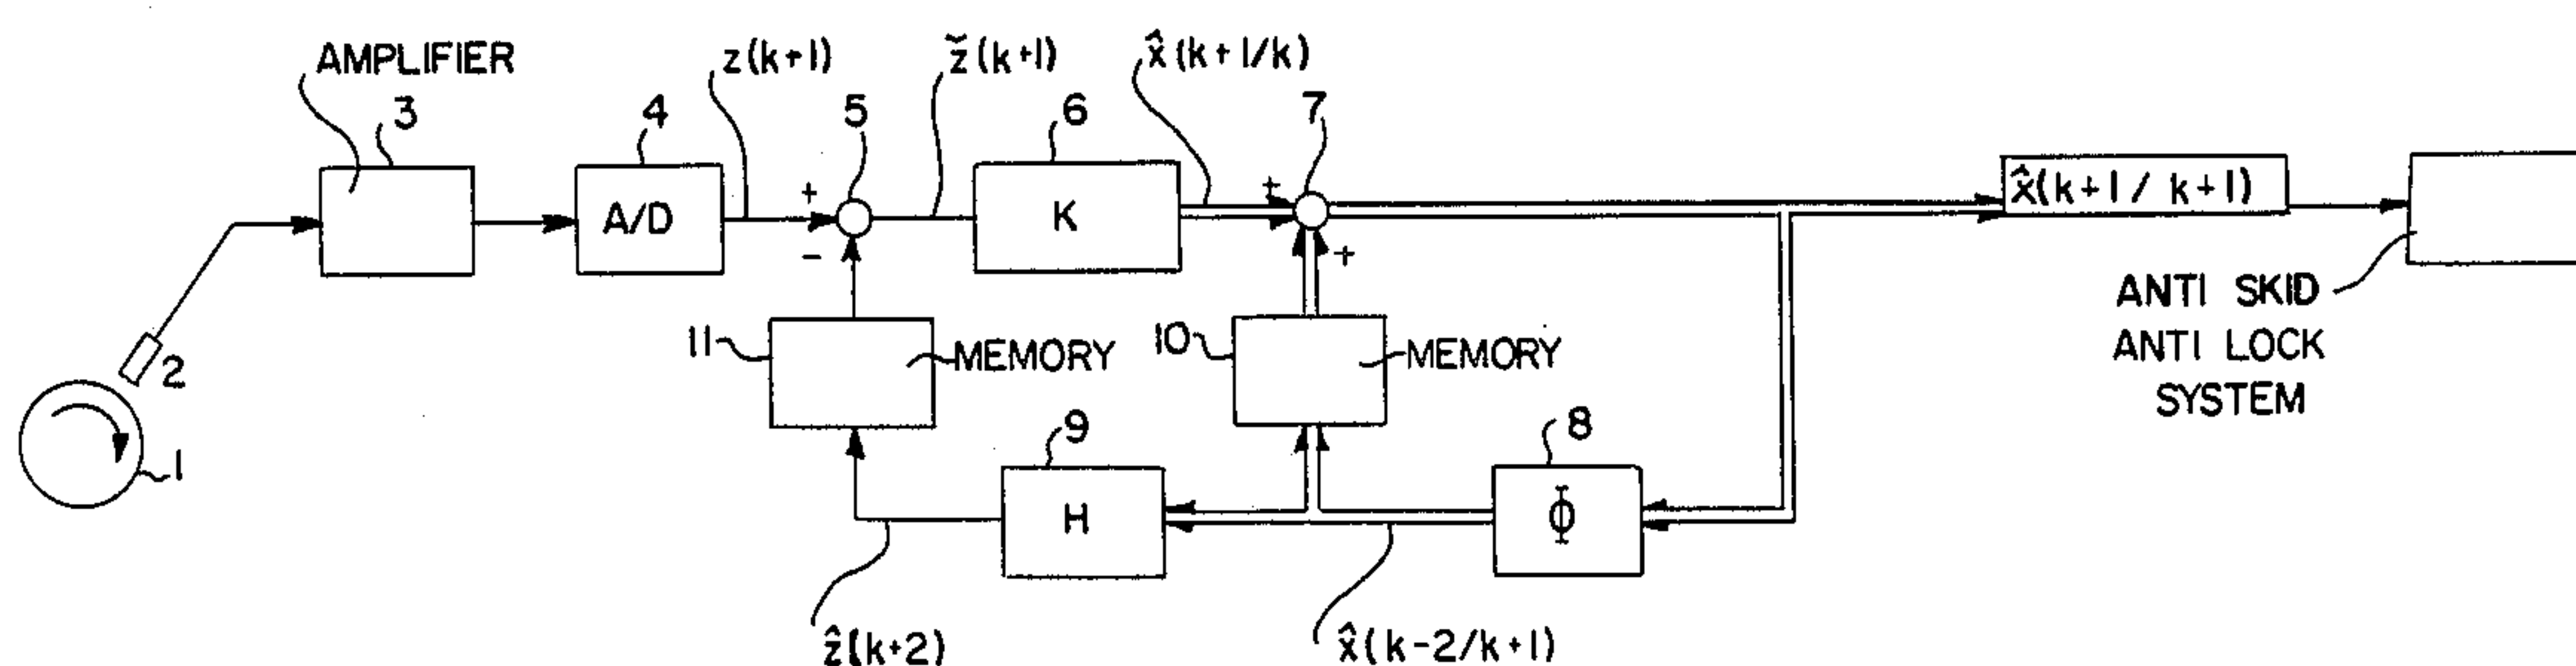 AMPLIFIER
z(k+1)
z̃(k+1)
x̂(k+1/k)
3
4
5
6
7
A/D
K
x̂(k+1/ k+1)
+
-
+
+
ANTI SKID
ANTI LOCK
SYSTEM
2
11
MEMORY
10
MEMORY
1
9
8
H
Φ
ẑ(k+2)
x̂(k-2/k+1)